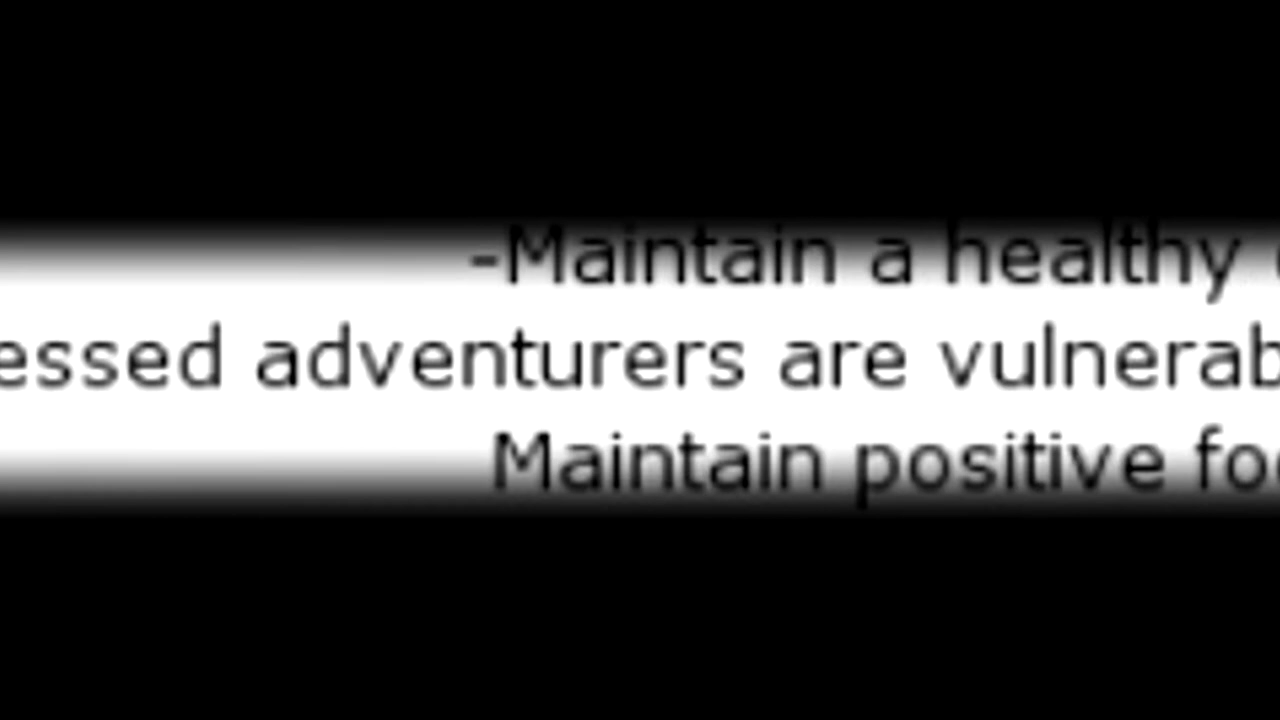 -Maintain a healthy
essed adventurers are vulnerab
Maintain positive fo